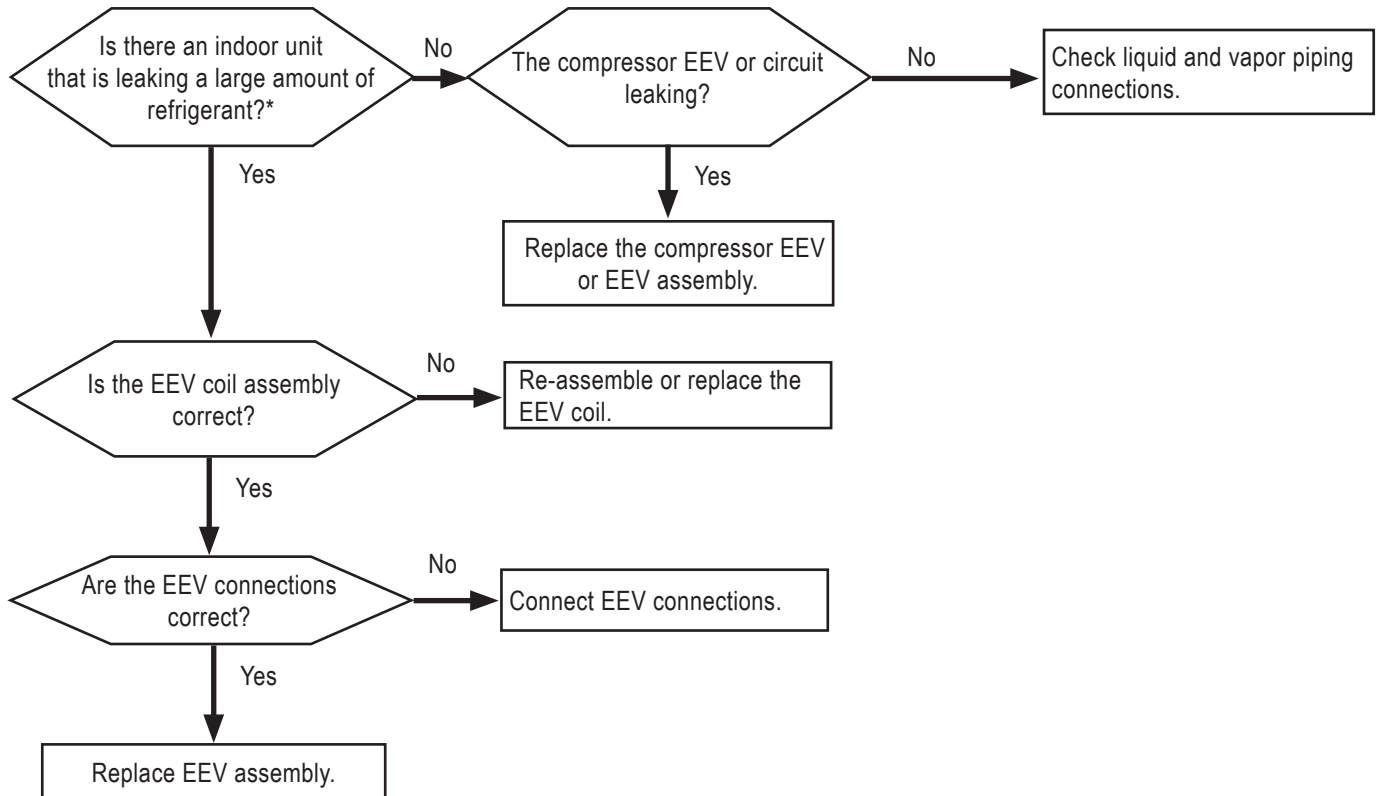 Is there an indoor unit
that is leaking a large amount of
refrigerant?*
No
The compressor EEV or circuit
leaking?
No
Check liquid and vapor piping
connections.
Yes
Yes
Replace the compressor EEV
or EEV assembly.
Is the EEV coil assembly
correct?
No
Re-assemble or replace the
EEV coil.
Yes
Are the EEV connections
correct?
No
Connect EEV connections.
Yes
Replace EEV assembly.